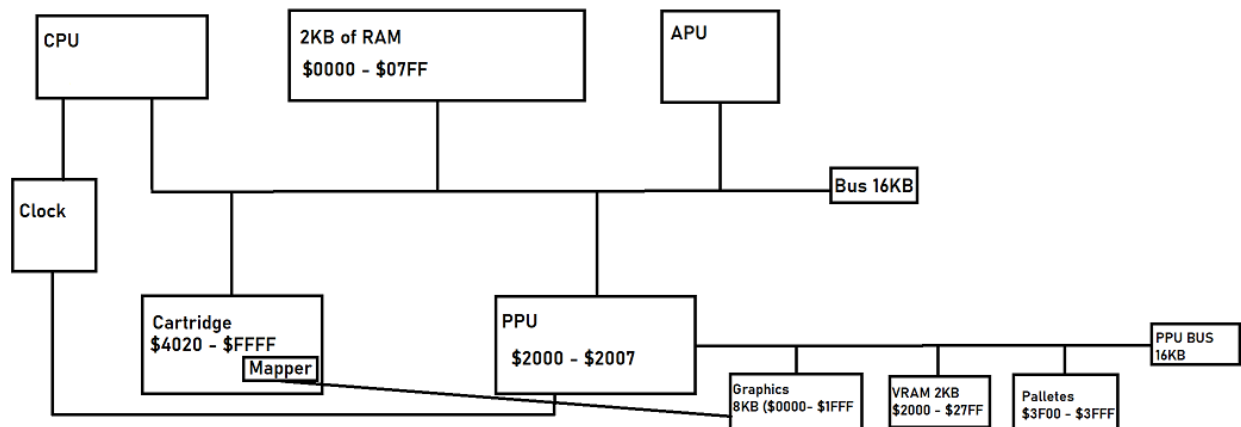 CPU
2KB of RAM
$0000 - $07FF
APU
Bus 16KB
Clock
Cartridge
$4020 - $FFFF
Mapper
PPU
$2000 - $2007
PPU BUS
16KB
Graphics
8KB ($0000- $1FFF
VRAM 2KB
$2000 - $27FF
Palletes
$3F00 - $3FFF